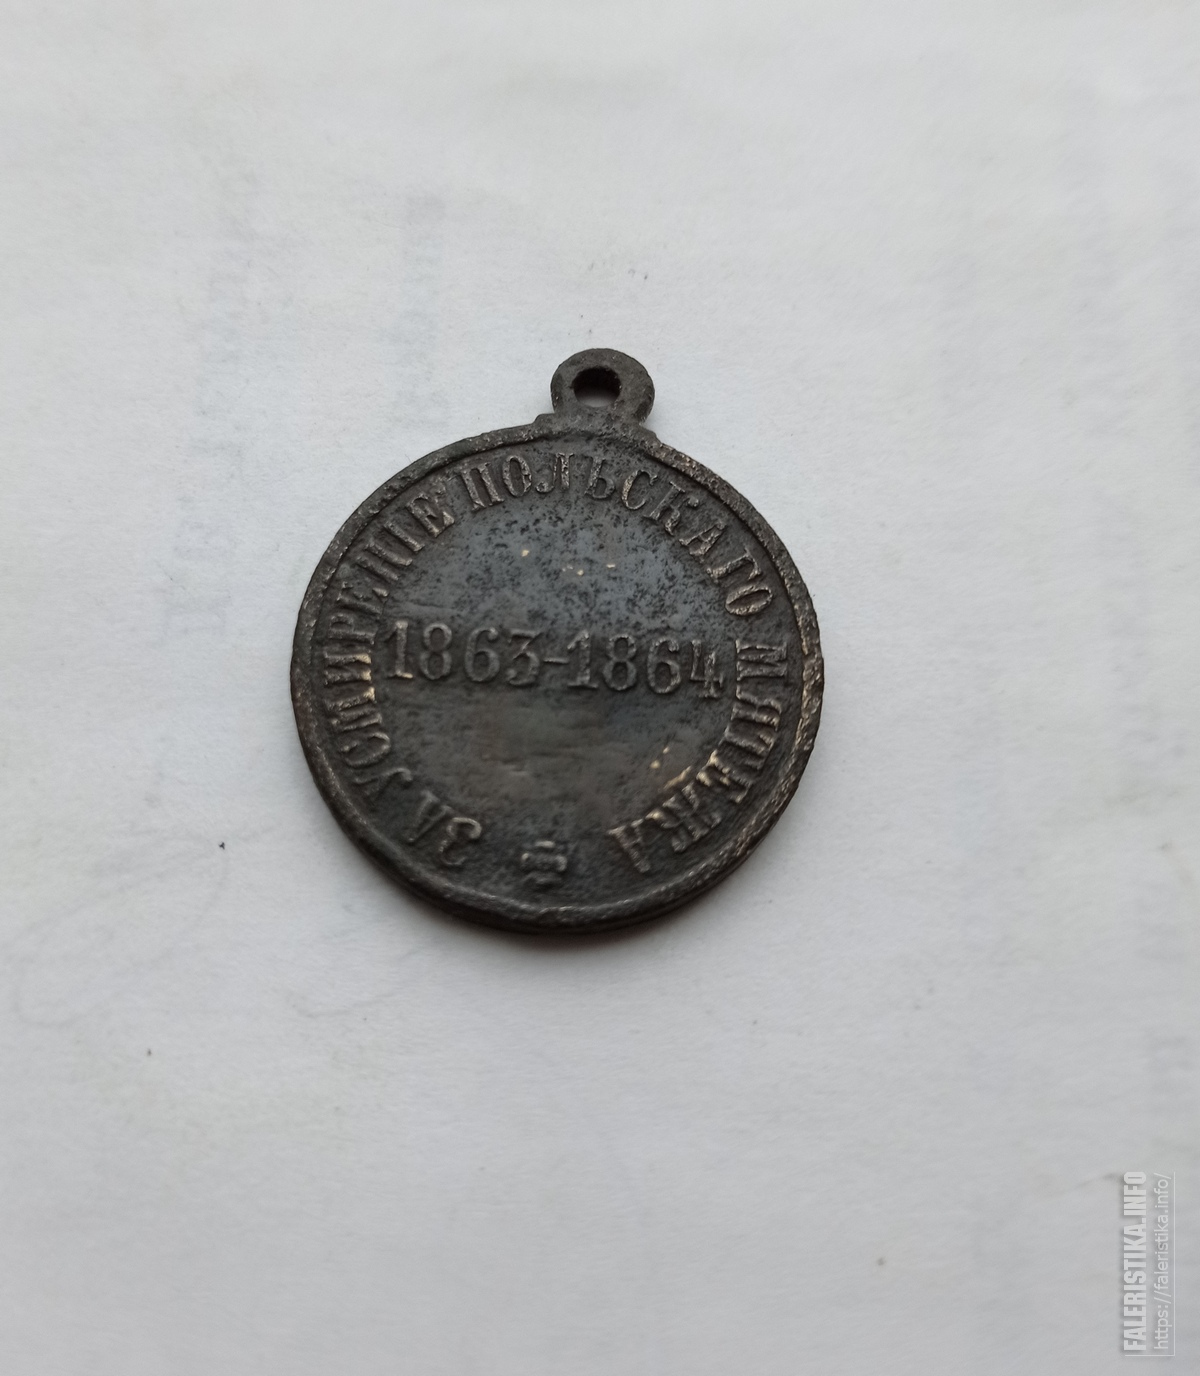 ЗА УСМИРЕНІЕ ПОЛЬСКАГО МЯТЕЖА
1863-1864
FALERISTIKA.INFO
https://faleristika.info/